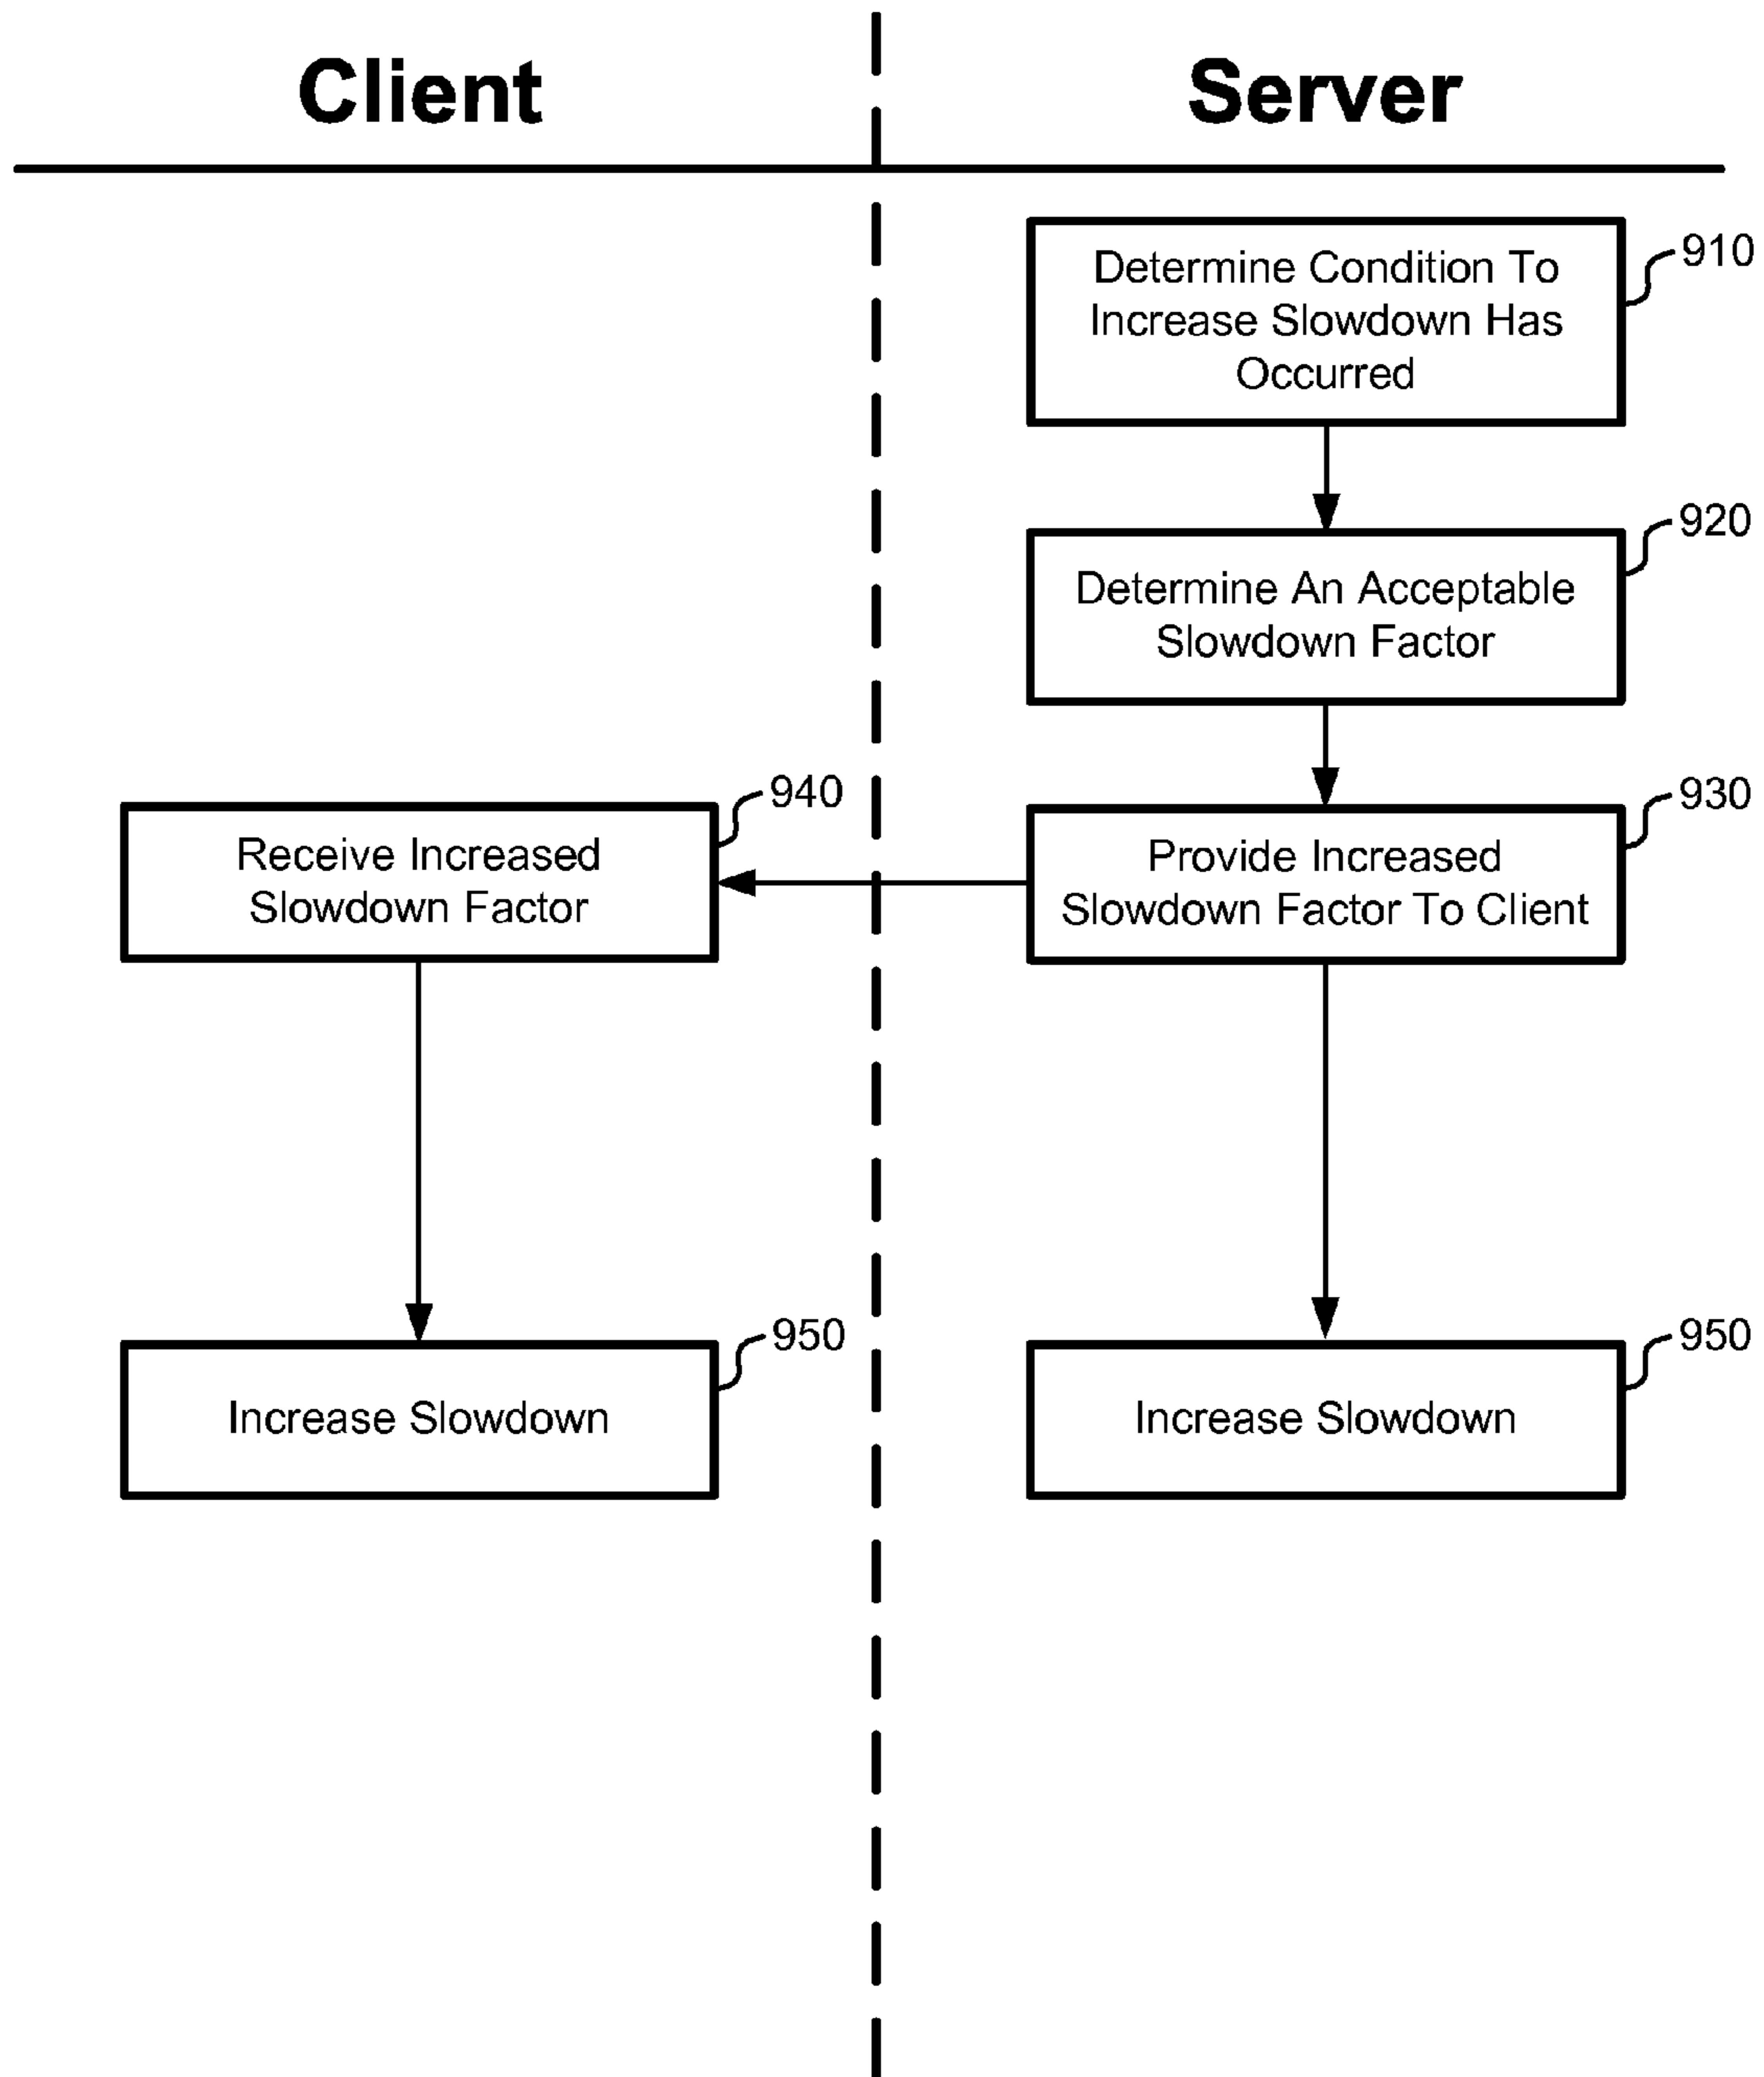 Client
Server
Determine Condition To
Increase Slowdown Has
Occurred
910
Determine An Acceptable
Slowdown Factor
920
Receive Increased
Slowdown Factor
940
Provide Increased
Slowdown Factor To Client
930
Increase Slowdown
950
Increase Slowdown
950